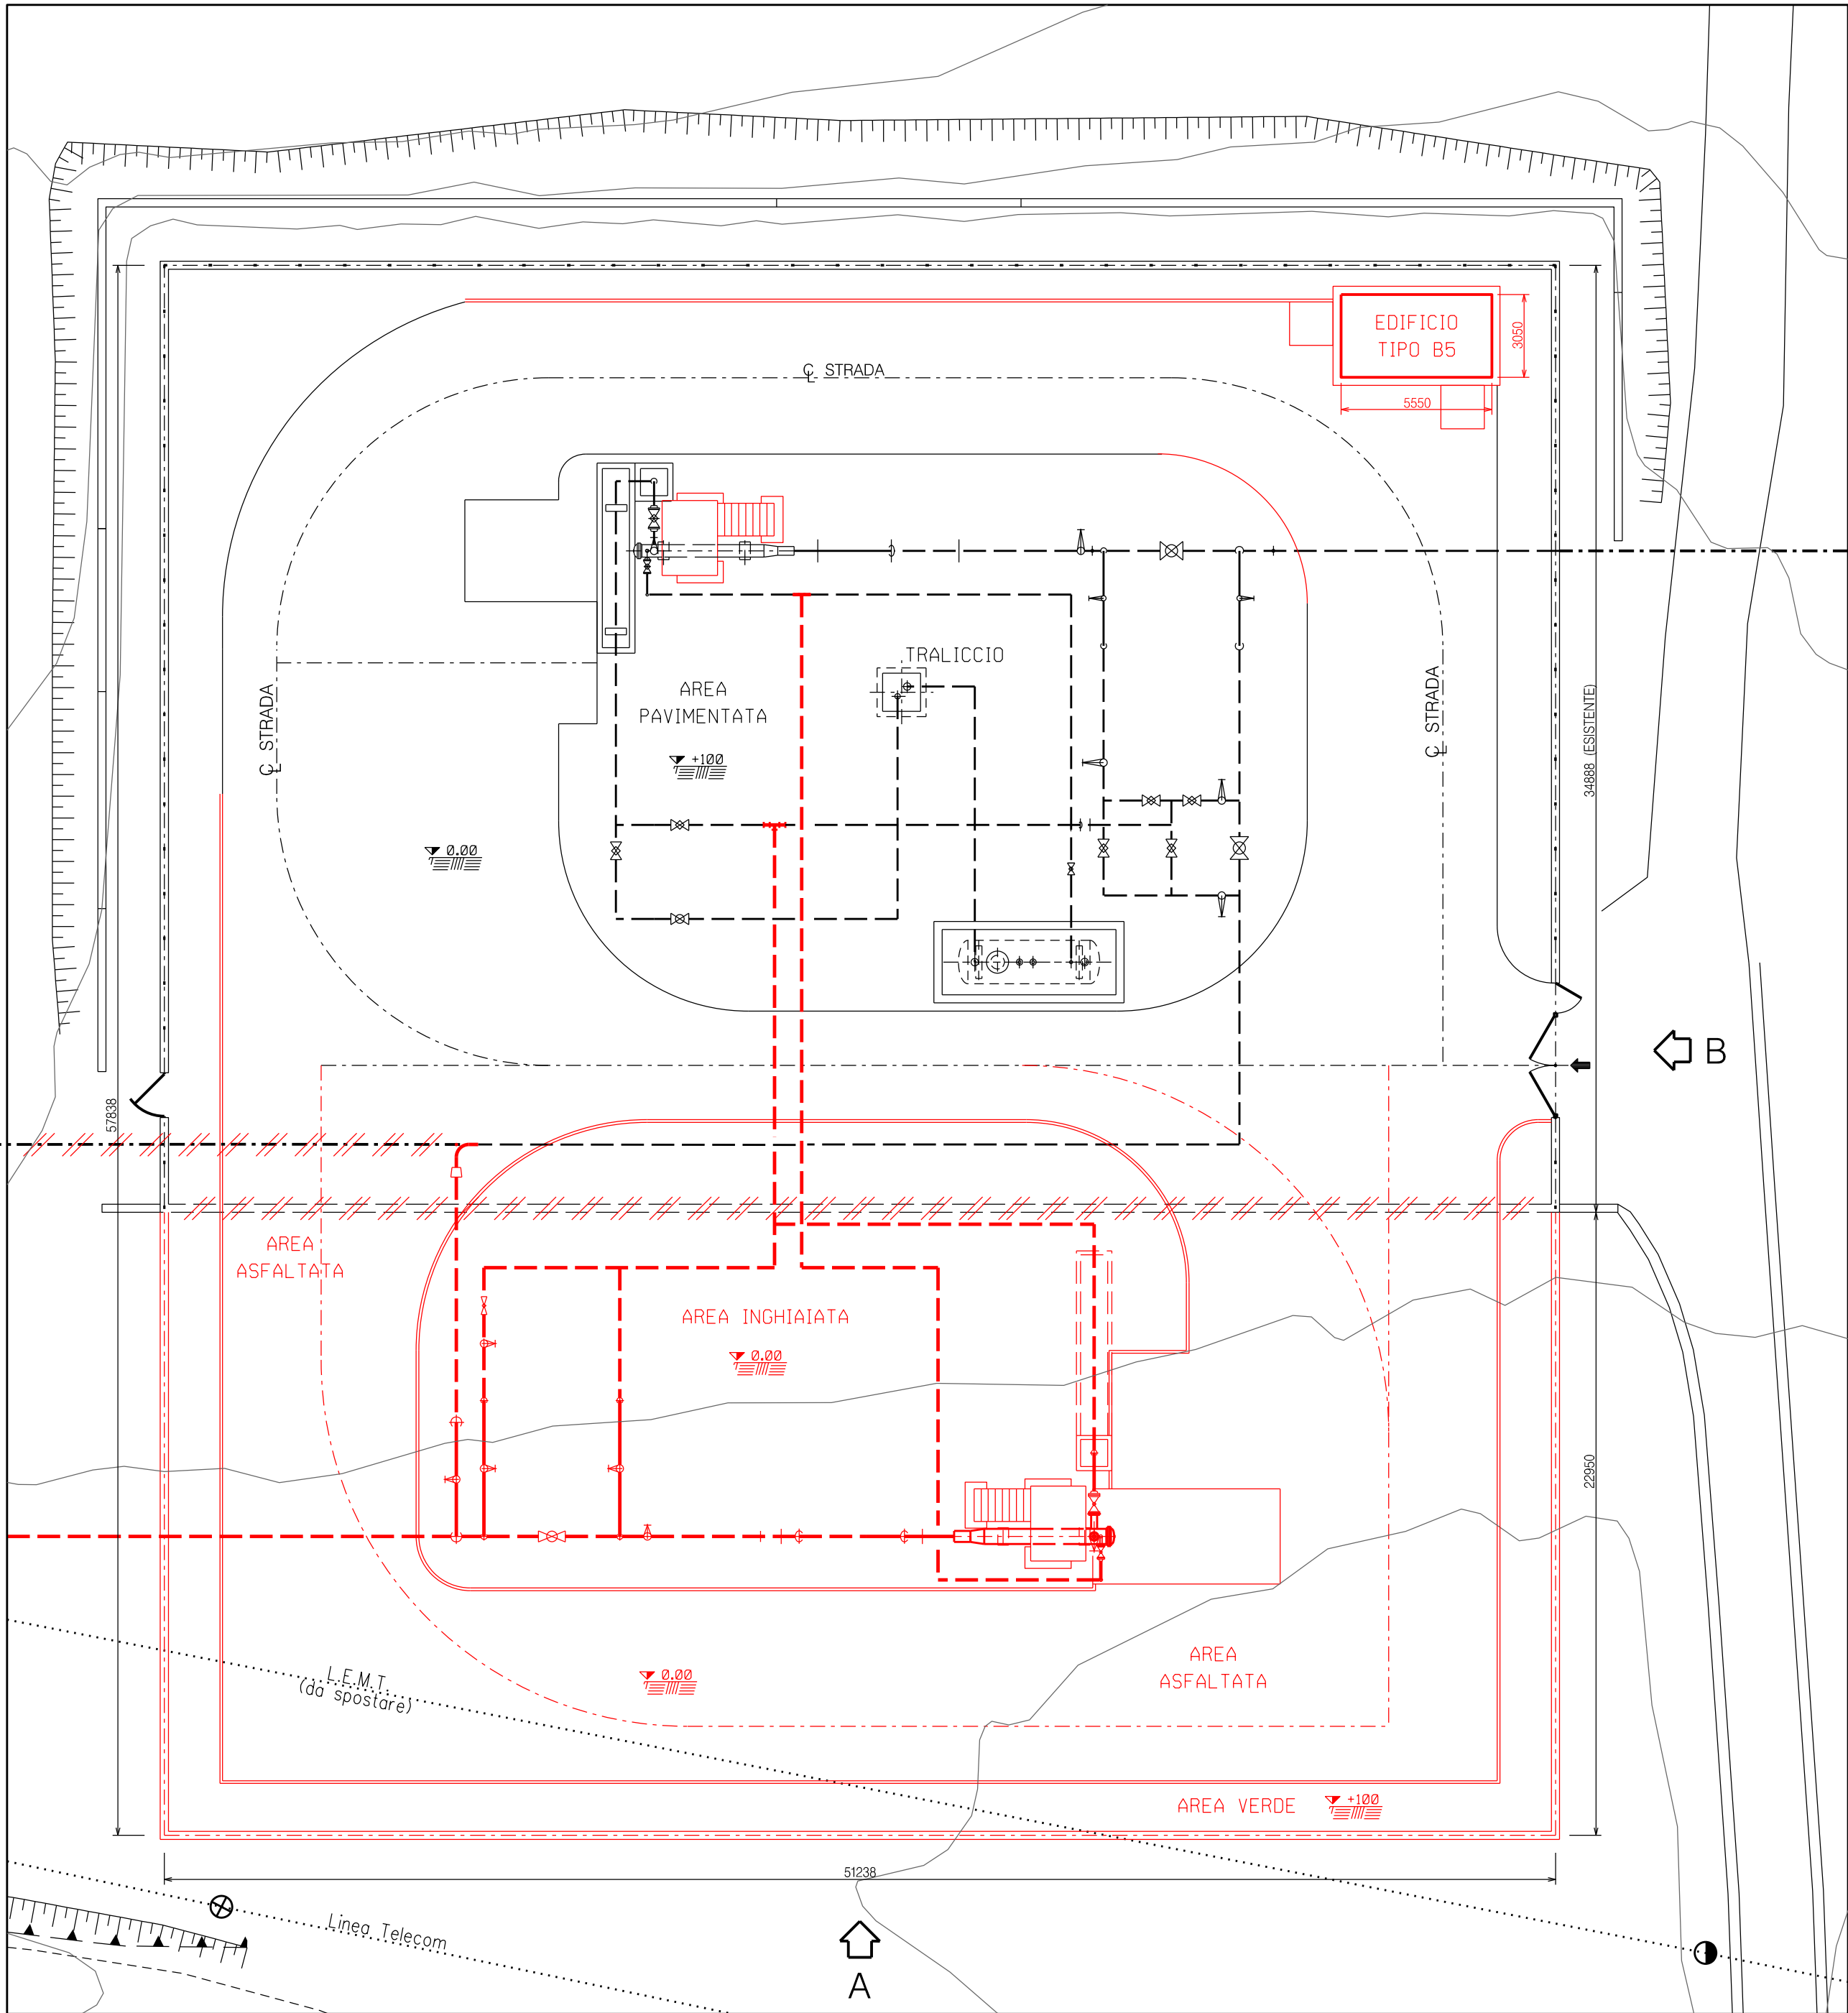 EDIFICIO
TIPO B5
3050
5550
℄ STRADA
TRALICCIO
AREA
PAVIMENTATA
+100
0.00
℄ STRADA
℄ STRADA
34888 (ESISTENTE)
B
57838
AREA
ASFALTATA
AREA INGHIAIATA
0.00
22950
L.E.M.T.
(da spostare)
0.00
AREA
ASFALTATA
AREA VERDE
+100
51238
Linea Telecom
A